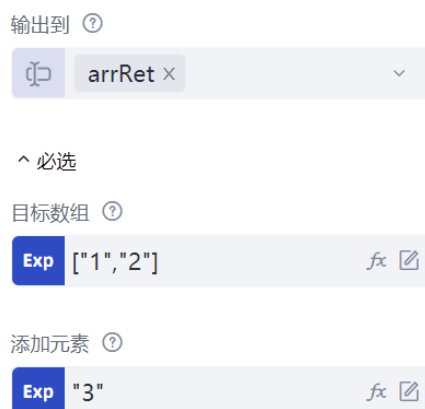 输出到
arrRet
必选
目标数组
Exp ["1","2"] fx
添加元素
Exp "3" fx